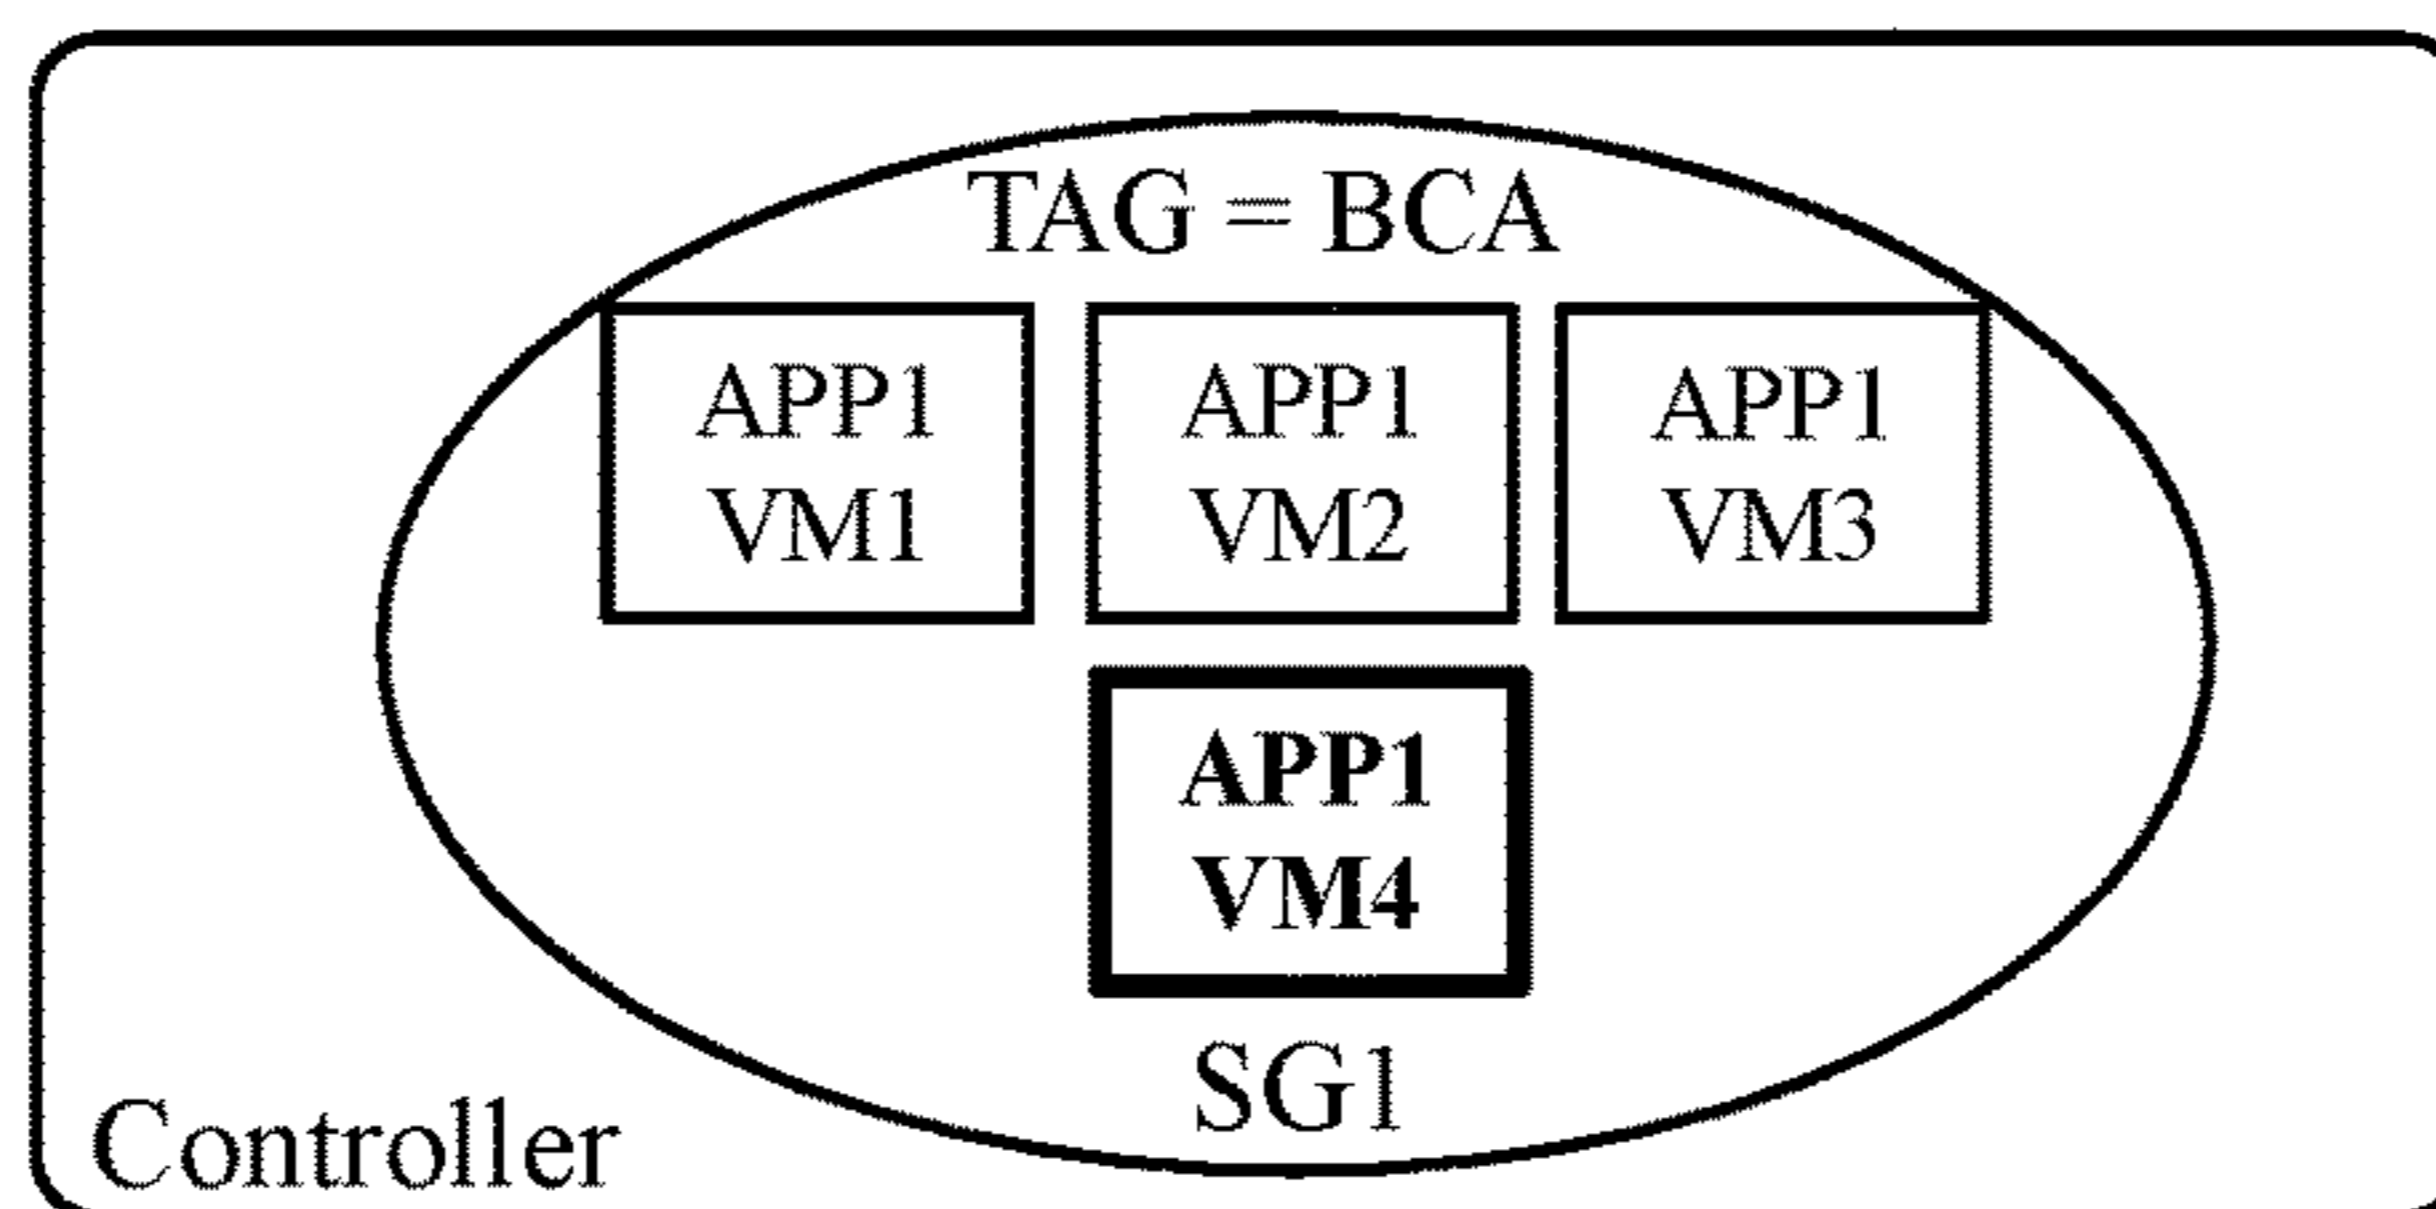 TAG = BCA
APP1
VM1
APP1
VM2
APP1
VM3
APP1
VM4
SG1
Controller